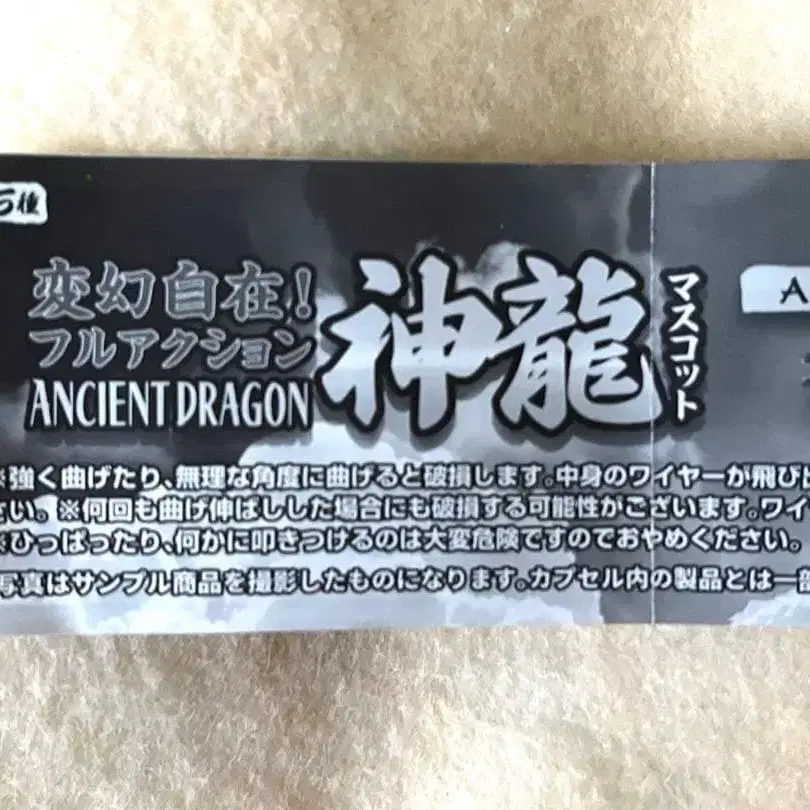 5種
変幻自在!
フルアクション
ANCIENT DRAGON
神龍
マスコット
A
※強く曲げたり、無理な角度に曲げると破損します。中身のワイヤーが飛び出
さい。※何回も曲げ伸ばしした場合にも破損する可能性がございます。ワイ
※ひっぱったり、何かに叩きつけるのは大変危険ですのでおやめください。
写真はサンプル商品を撮影したものになります。カプセル内の製品とは一部